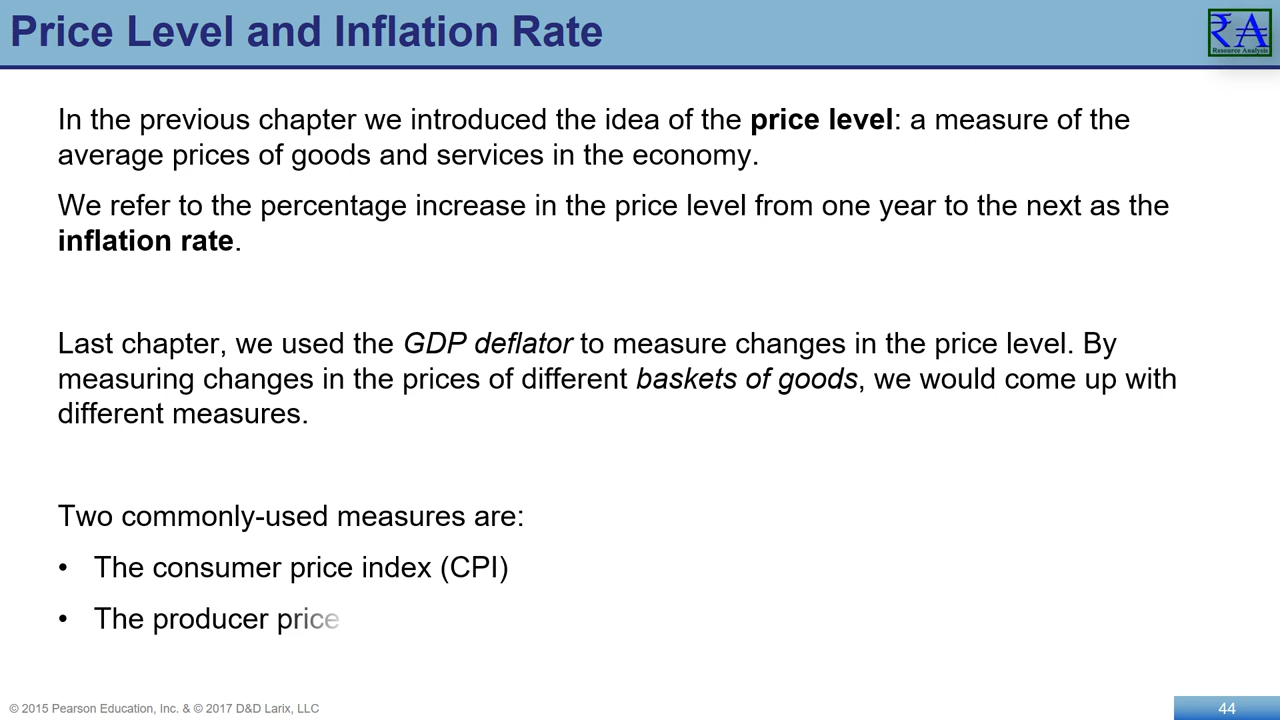 Price Level and Inflation Rate
₹A
Resource Analysis
In the previous chapter we introduced the idea of the price level: a measure of the
average prices of goods and services in the economy.
We refer to the percentage increase in the price level from one year to the next as the
inflation rate.
Last chapter, we used the GDP deflator to measure changes in the price level. By
measuring changes in the prices of different baskets of goods, we would come up with
different measures.
Two commonly-used measures are:
• The consumer price index (CPI)
• The producer price
© 2015 Pearson Education, Inc. & © 2017 D&D Larix, LLC
44